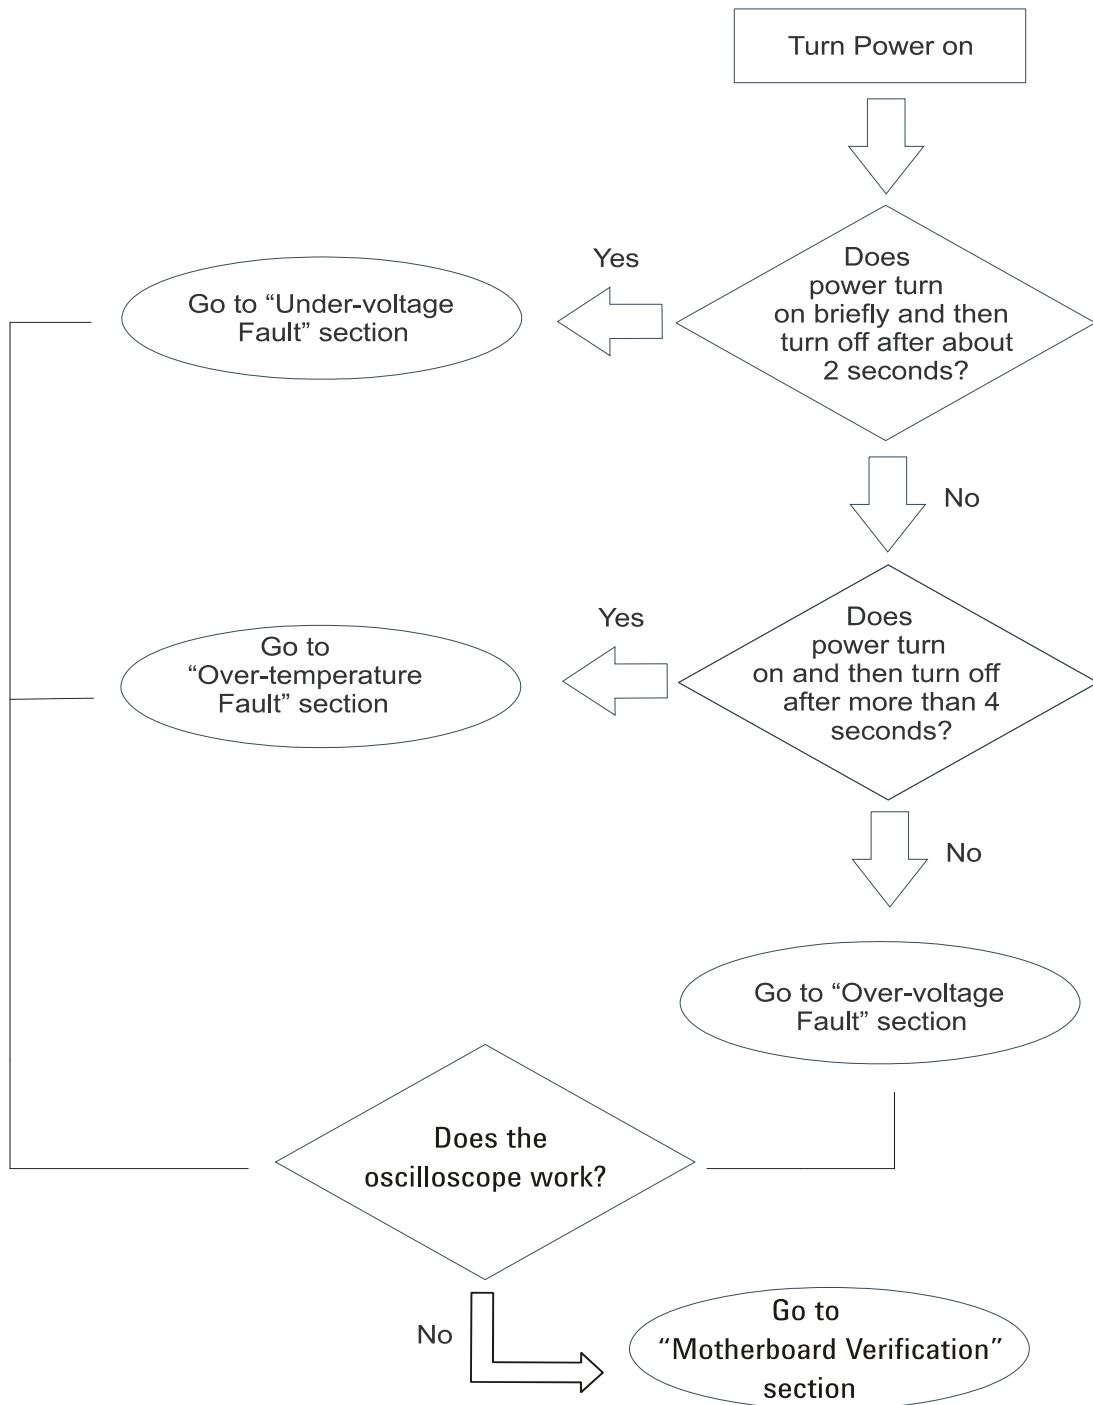 Turn Power on
Does
power turn
on briefly and then
turn off after about
2 seconds?
Yes
Go to “Under-voltage
Fault” section
No
Does
power turn
on and then turn off
after more than 4
seconds?
Yes
Go to
“Over-temperature
Fault” section
No
Go to “Over-voltage
Fault” section
Does the
oscilloscope work?
No
Go to
“Motherboard Verification”
section